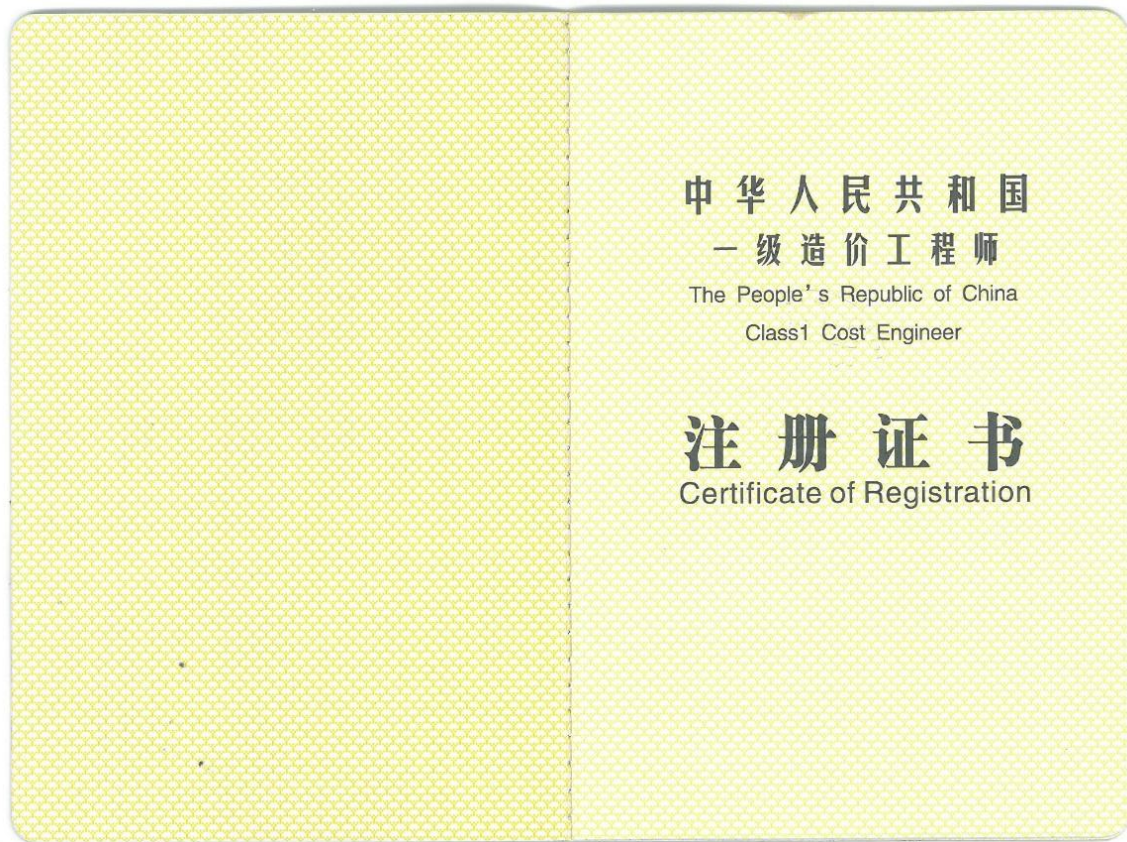 中华人民共和国
一级造价工程师
The People's Republic of China
Class1 Cost Engineer
注册证书
Certificate of Registration